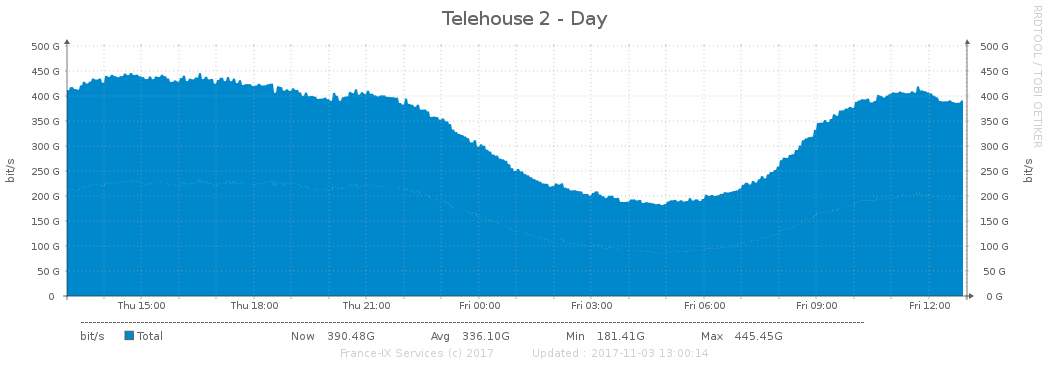 Telehouse 2 - Day
RRDTOOL / TOBI OETIKER
bit/s
500 G 500 G
450 G 450 G
400 G 400 G
350 G 350 G
300 G 300 G
250 G 250 G
200 G 200 G
150 G 150 G
100 G 100 G
50 G 50 G
0 0 G
bit/s
Thu 15:00 Thu 18:00 Thu 21:00 Fri 00:00 Fri 03:00 Fri 06:00 Fri 09:00 Fri 12:00
bit/s Total Now 390.48G Avg 336.10G Min 181.41G Max 445.45G
France-IX Services (c) 2017 Updated : 2017-11-03 13:00:14